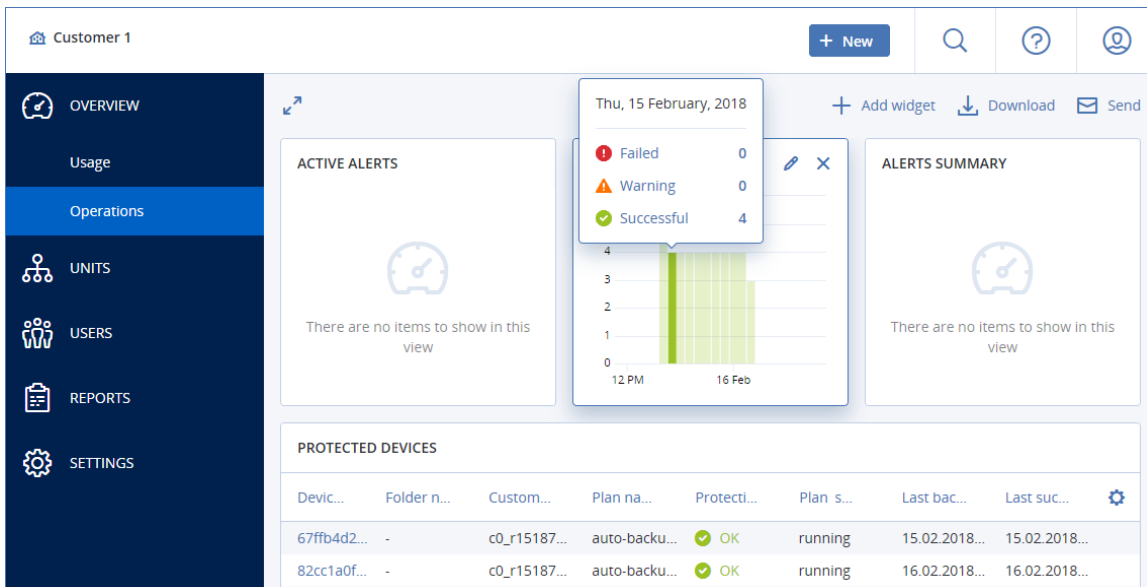 Customer 1
New
OVERVIEW
Usage
Operations
UNITS
USERS
REPORTS
SETTINGS
Add widget
Download
Send
ACTIVE ALERTS
There are no items to show in this
view
Thu, 15 February, 2018
Failed 0
Warning 0
Successful 4
4
3
2
1
0
12 PM 16 Feb
ALERTS SUMMARY
There are no items to show in this
view
PROTECTED DEVICES
Devic... Folder n... Custom... Plan na... Protecti... Plan s... Last bac... Last suc...
67ffb4d2... - c0_r15187... auto-backu... OK running 15.02.2018... 15.02.2018...
82cc1a0f... - c0_r15187... auto-backu... OK running 16.02.2018... 16.02.2018...